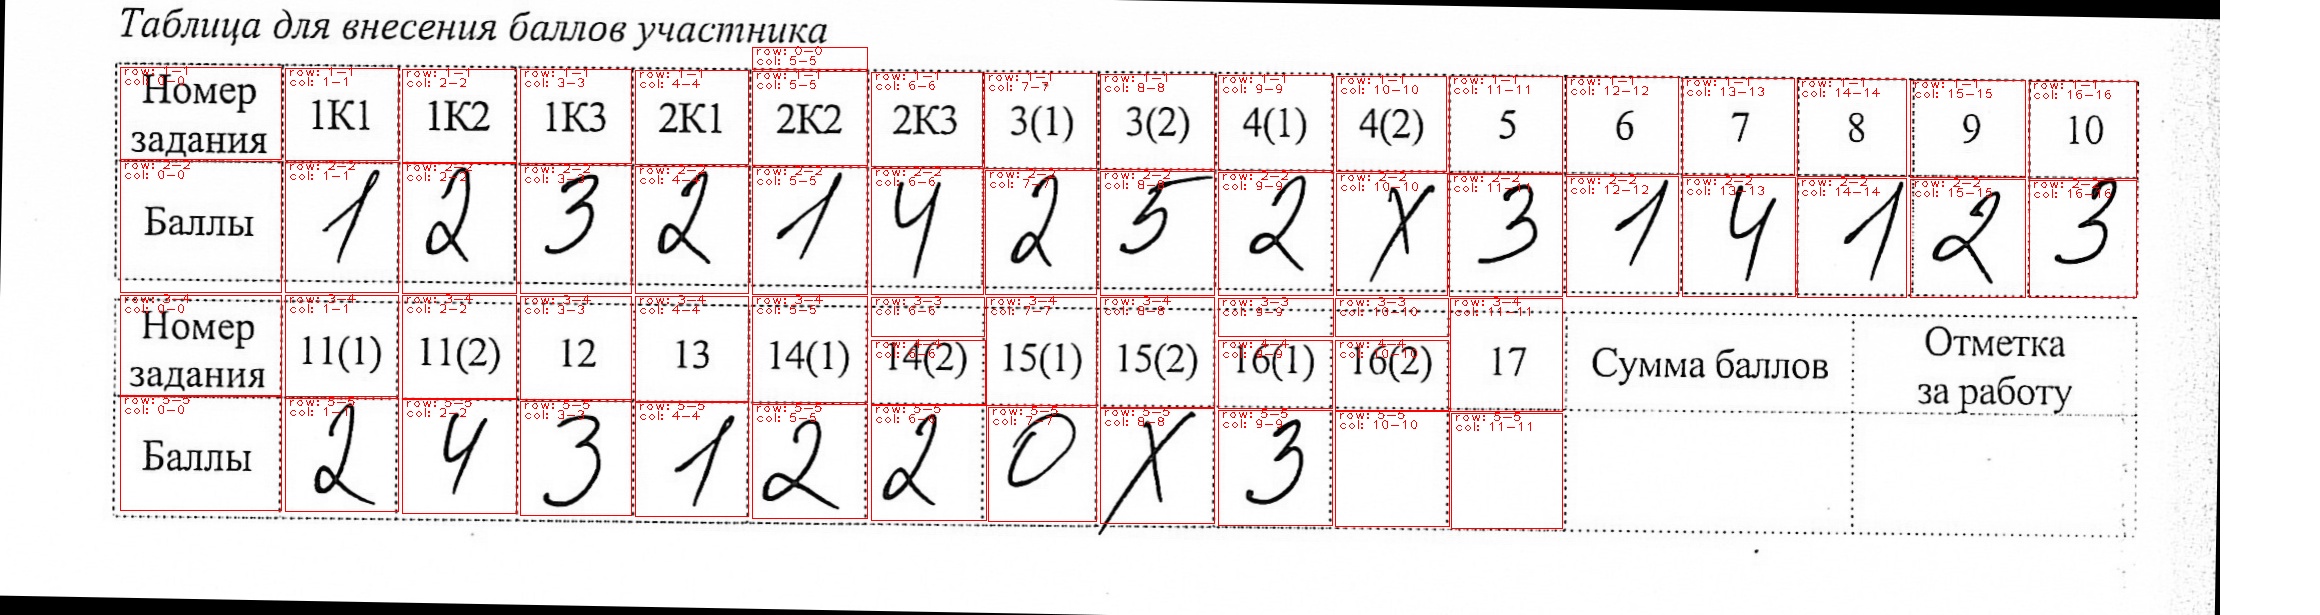 Таблица для внесения баллов участника
Номер задания 1К1 1К2 1К3 2К1 2К2 2К3 3(1) 3(2) 4(1) 4(2) 5 6 7 8 9 10
Баллы 1 2 3 2 1 4 2 5 2 X 3 1 4 1 2 3
Номер задания 11(1) 11(2) 12 13 14(1) 14(2) 15(1) 15(2) 16(1) 16(2) 17 Сумма баллов Отметка за работу
Баллы 2 4 3 1 2 2 0 X 3